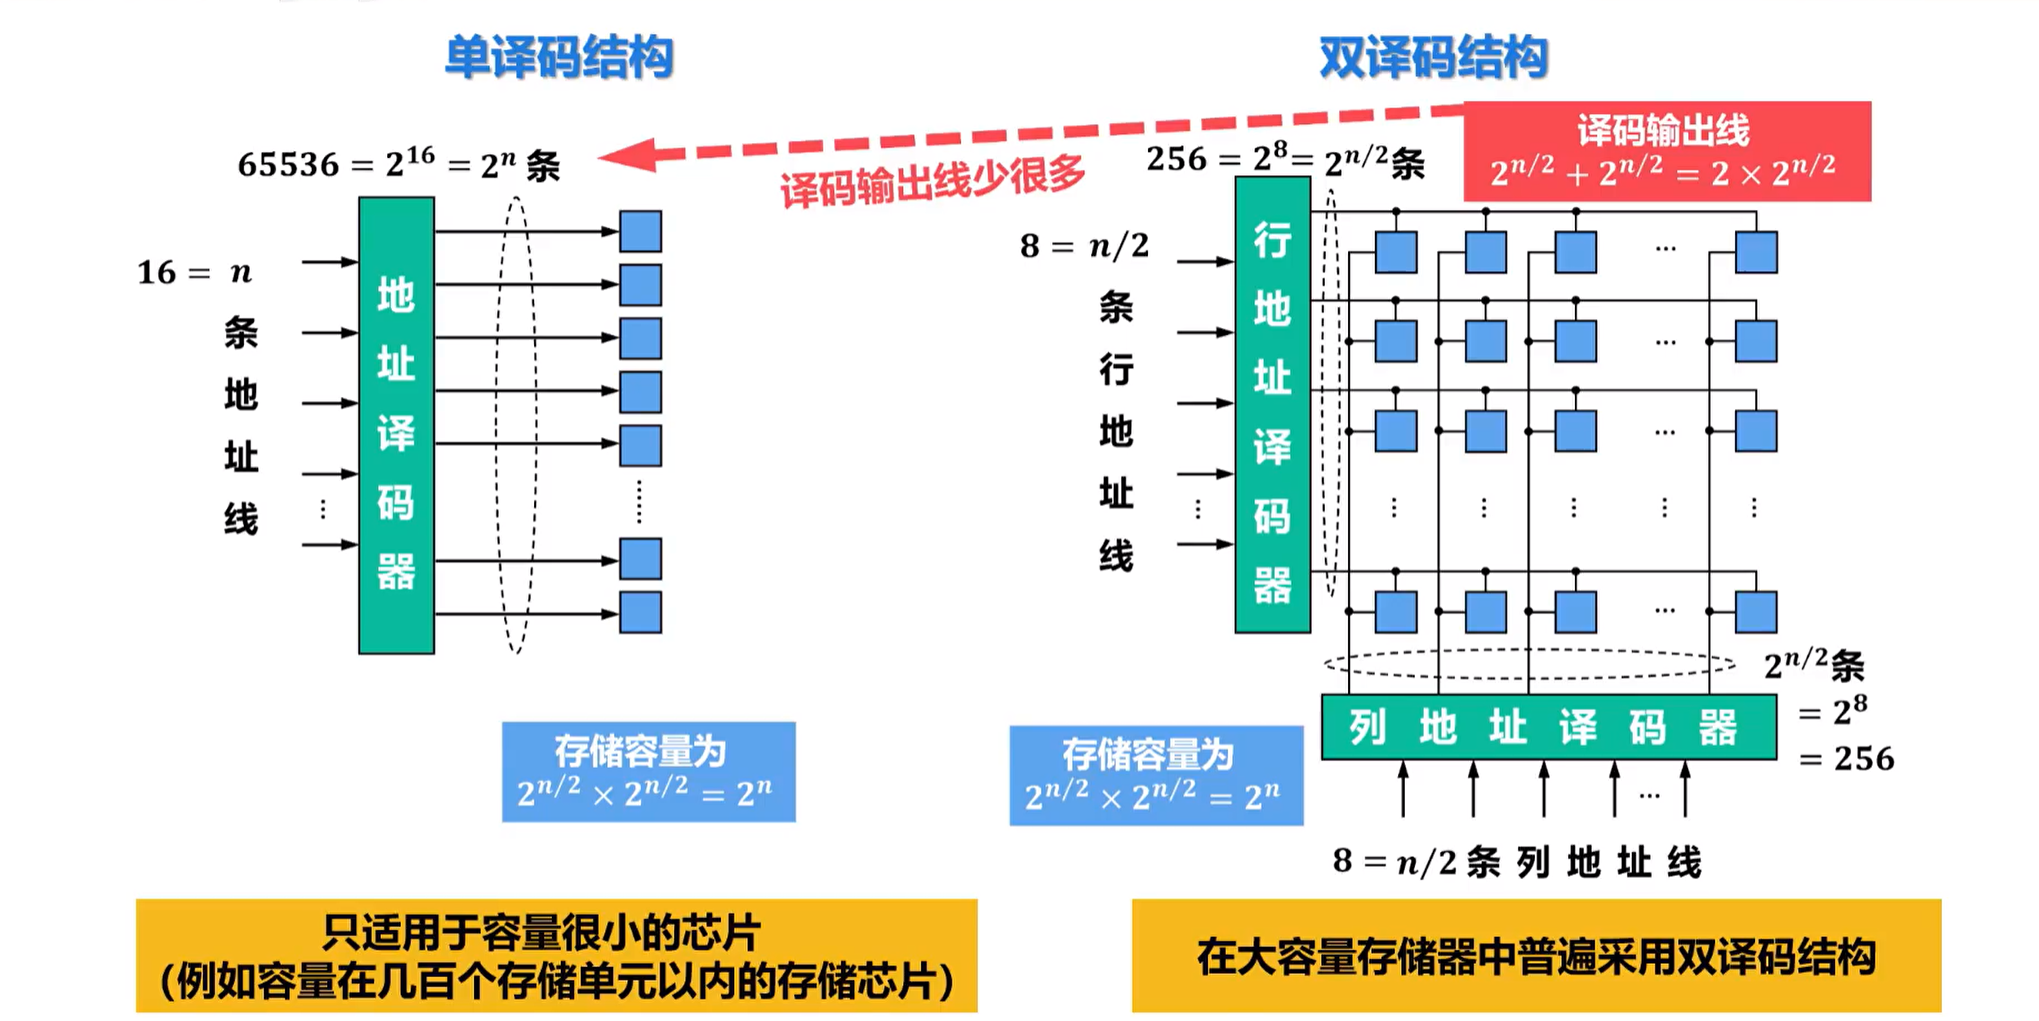 单译码结构
65536 = 2^16 = 2^n 条
16 = n
条
地
址
线
⋮
地
址
译
码
器
存储容量为
2^{n/2} × 2^{n/2} = 2^n
只适用于容量很小的芯片
（例如容量在几百个存储单元以内的存储芯片）
译码输出线少很多
双译码结构
译码输出线
2^{n/2} + 2^{n/2} = 2 × 2^{n/2}
256 = 2^8 = 2^{n/2}条
8 = n/2
条
行
地
址
线
行
地
址
译
码
器
2^{n/2}条
= 2^8
= 256
列 地 址 译 码 器
8 = n/2 条 列 地 址 线
存储容量为
2^{n/2} × 2^{n/2} = 2^n
在大容量存储器中普遍采用双译码结构